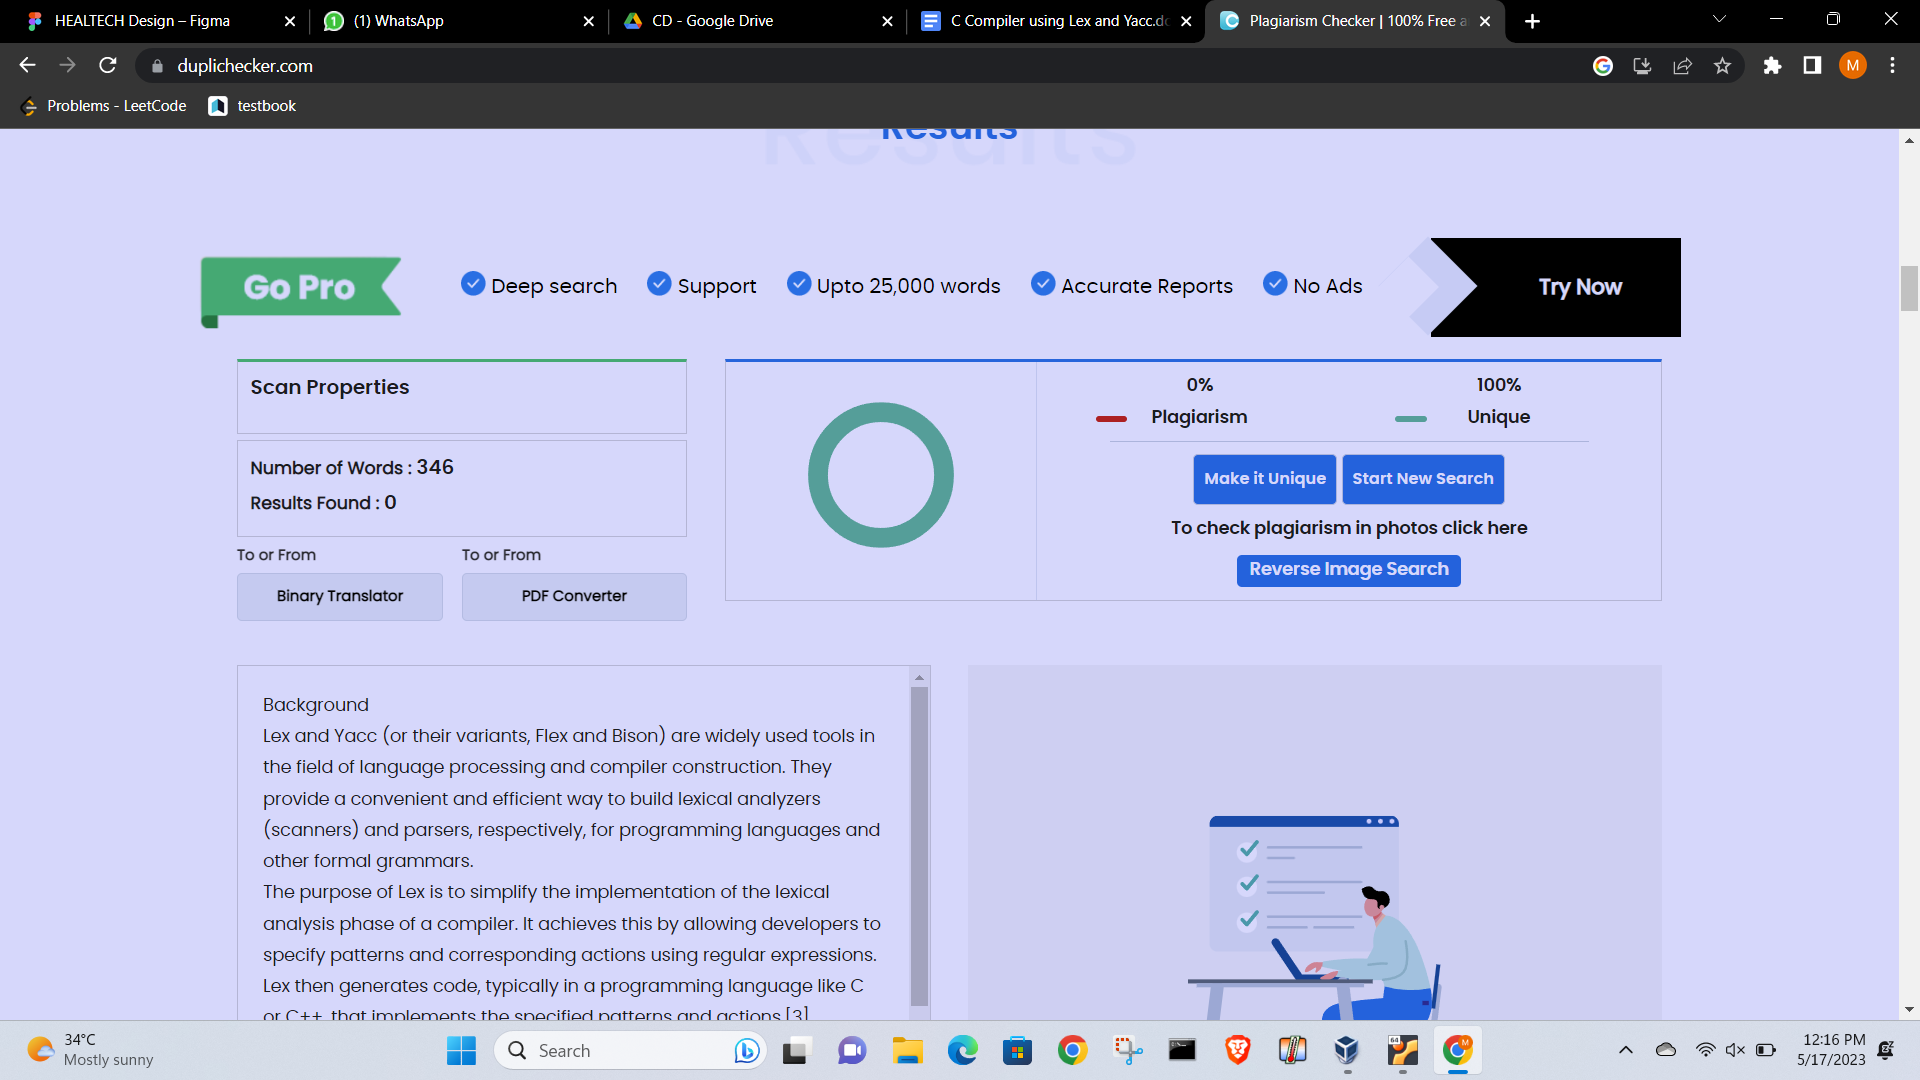 HEALTECH Design – Figma
(1) WhatsApp
CD - Google Drive
C Compiler using Lex and Yacc.do
Plagiarism Checker | 100% Free a
duplichecker.com
M
Problems - LeetCode
testbook
Results
Results
Go Pro
Deep search
Support
Upto 25,000 words
Accurate Reports
No Ads
Try Now
Scan Properties
0%
100%
Plagiarism
Unique
Number of Words : 346
Results Found : 0
Make it Unique
Start New Search
To check plagiarism in photos click here
Reverse Image Search
To or From
To or From
Binary Translator
PDF Converter
Background
Lex and Yacc (or their variants, Flex and Bison) are widely used tools in
the field of language processing and compiler construction. They
provide a convenient and efficient way to build lexical analyzers
(scanners) and parsers, respectively, for programming languages and
other formal grammars.
The purpose of Lex is to simplify the implementation of the lexical
analysis phase of a compiler. It achieves this by allowing developers to
specify patterns and corresponding actions using regular expressions.
Lex then generates code, typically in a programming language like C
or C++, that implements the specified patterns and actions.[3]
34°C
Mostly sunny
Search
64
M
12:16 PM
5/17/2023